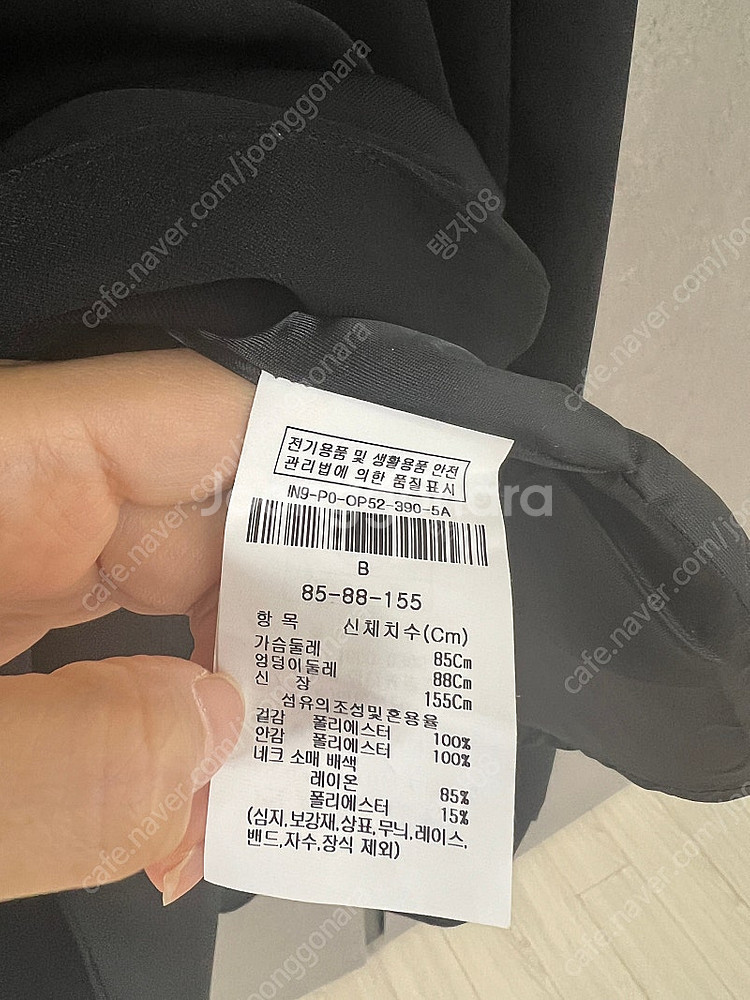 전기용품 및 생활용품 안전
관리법에 의한 품질표시
IN9-PO-OP52-390-5A
B
85-88-155
항 목 신체치수(Cm)
가슴둘레 85Cm
엉덩이둘레 88Cm
신 장 155Cm
섬유의조성및혼용율
겉감 폴리에스터 100%
안감 폴리에스터 100%
네크 소매 배색
레이온 85%
폴리에스터 15%
(심지,보강재,상표,무늬,레이스,
밴드,자수,장식 제외)
Joonggonara
cafe.naver.com/joonggonara
탱자08